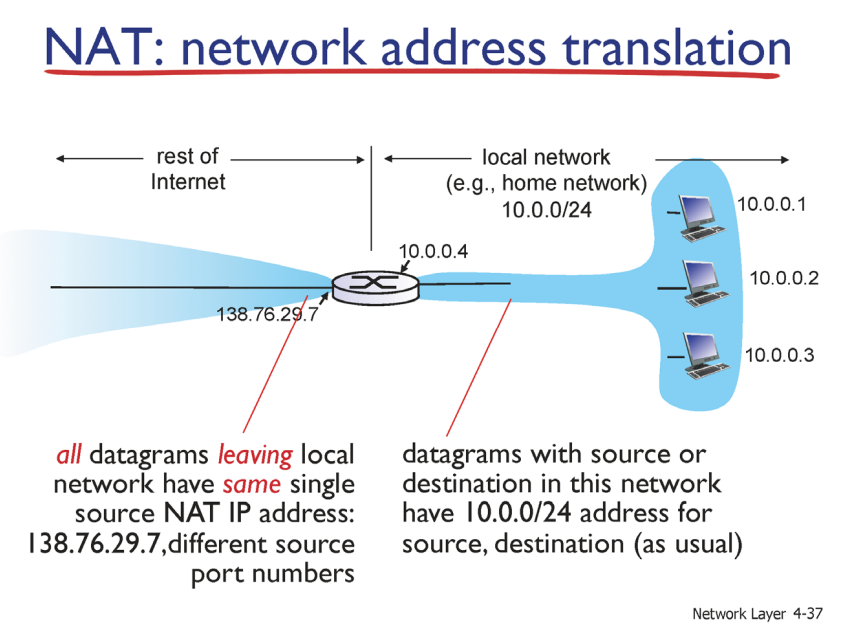 NAT: network address translation
rest of
Internet
local network
(e.g., home network)
10.0.0/24
10.0.0.1
10.0.0.4
10.0.0.2
138.76.29.7
10.0.0.3
all datagrams leaving local
network have same single
source NAT IP address:
138.76.29.7,different source
port numbers
datagrams with source or
destination in this network
have 10.0.0/24 address for
source, destination (as usual)
Network Layer 4-37